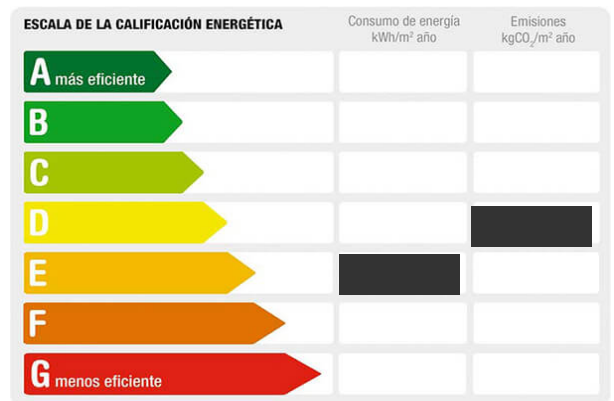 ESCALA DE LA CALIFICACIÓN ENERGÉTICA
Consumo de energía
kWh/m² año
Emisiones
kgCO₂/m² año
A más eficiente
B
C
D
E
F
G menos eficiente